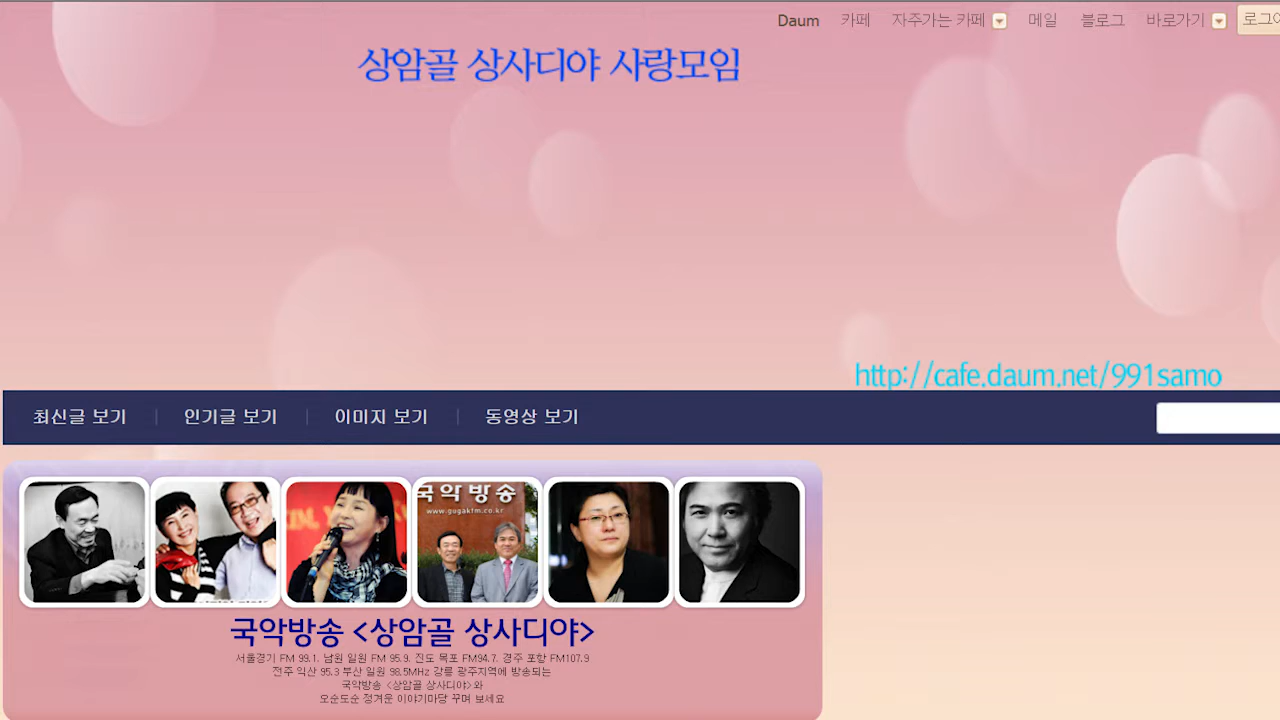 Daum 카페 자주가는 카페 메일 블로그 바로가기
상암골 상사디야 사랑모임
http://cafe.daum.net/991samo
최신글 보기 | 인기글 보기 | 이미지 보기 | 동영상 보기
국악방송
www.gugakfm.co.kr
국악방송 <상암골 상사디야>
서울경기 FM 99.1. 남원 일원 FM 95.9. 진도 목포 FM94.7. 경주 포항 FM107.9
전주 익산 95.3 부산 일원 98.5MHz 강릉 광주지역에 방송되는
국악방송 <상암골 상사디야>와
오순도순 정겨운 이야기마당 꾸며 보세요